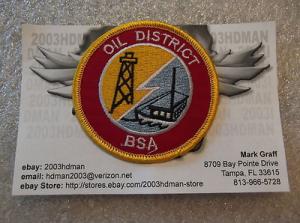 2003HDMAN
OIL DISTRICT
BSA
Mark Graff
8709 Bay Pointe Drive
Tampa, FL 33615
813-966-5728
ebay: 2003hdman
email: hdman2003@verizon.net
ebay Store: http://stores.ebay.com/2003hdman-store